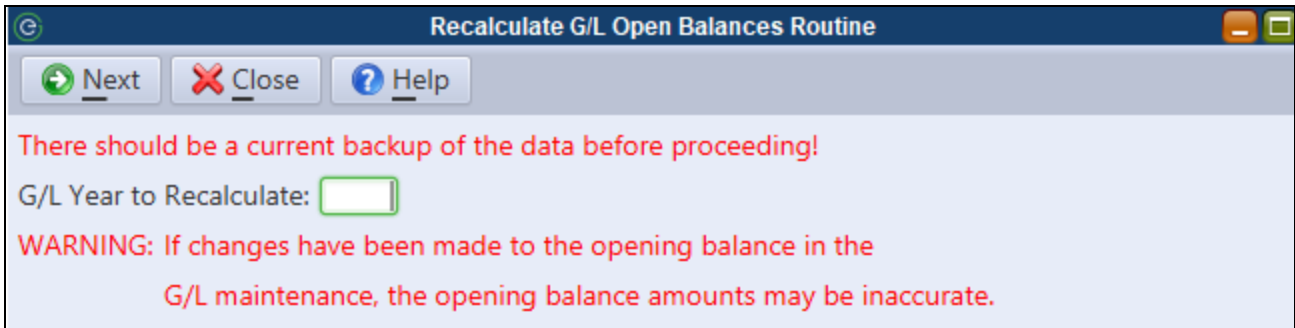 Recalculate G/L Open Balances Routine
Next Close Help
There should be a current backup of the data before proceeding!
G/L Year to Recalculate:
WARNING: If changes have been made to the opening balance in the
G/L maintenance, the opening balance amounts may be inaccurate.